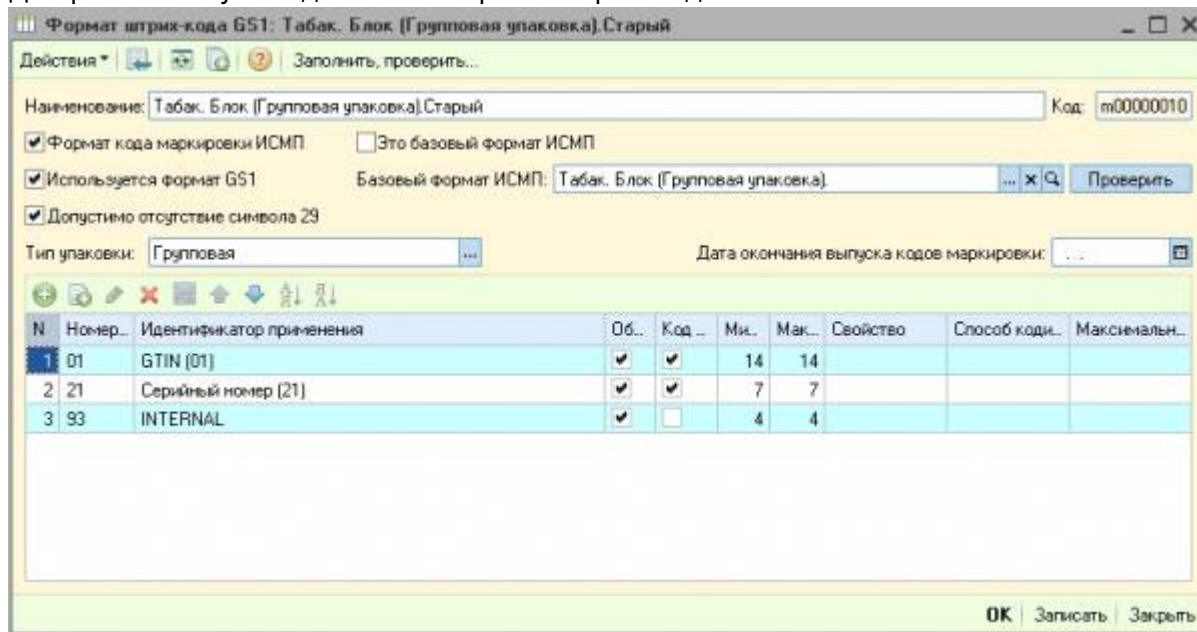 Формат штрих-кода GS1: Табак. Блок (Групповая упаковка).Старый
Действия Заполнить, проверить...
Наименование: Табак. Блок (Групповая упаковка).Старый Код: m00000010
Формат кода маркировки ИСМП Это базовый формат ИСМП
Используется формат GS1 Базовый формат ИСМП: Табак. Блок (Групповая упаковка). ... x Проверить
Допустимо отсутствие символа 29
Тип упаковки: Групповая ... Дата окончания выпуска кодов маркировки: . .
N Номер... Идентификатор применения Об... Код ... Ми... Мак... Свойство Способ коди... Максимальн...
1 01 GTIN (01) 14 14
2 21 Серийный номер (21) 7 7
3 93 INTERNAL 4 4
OK Записать Закрыть